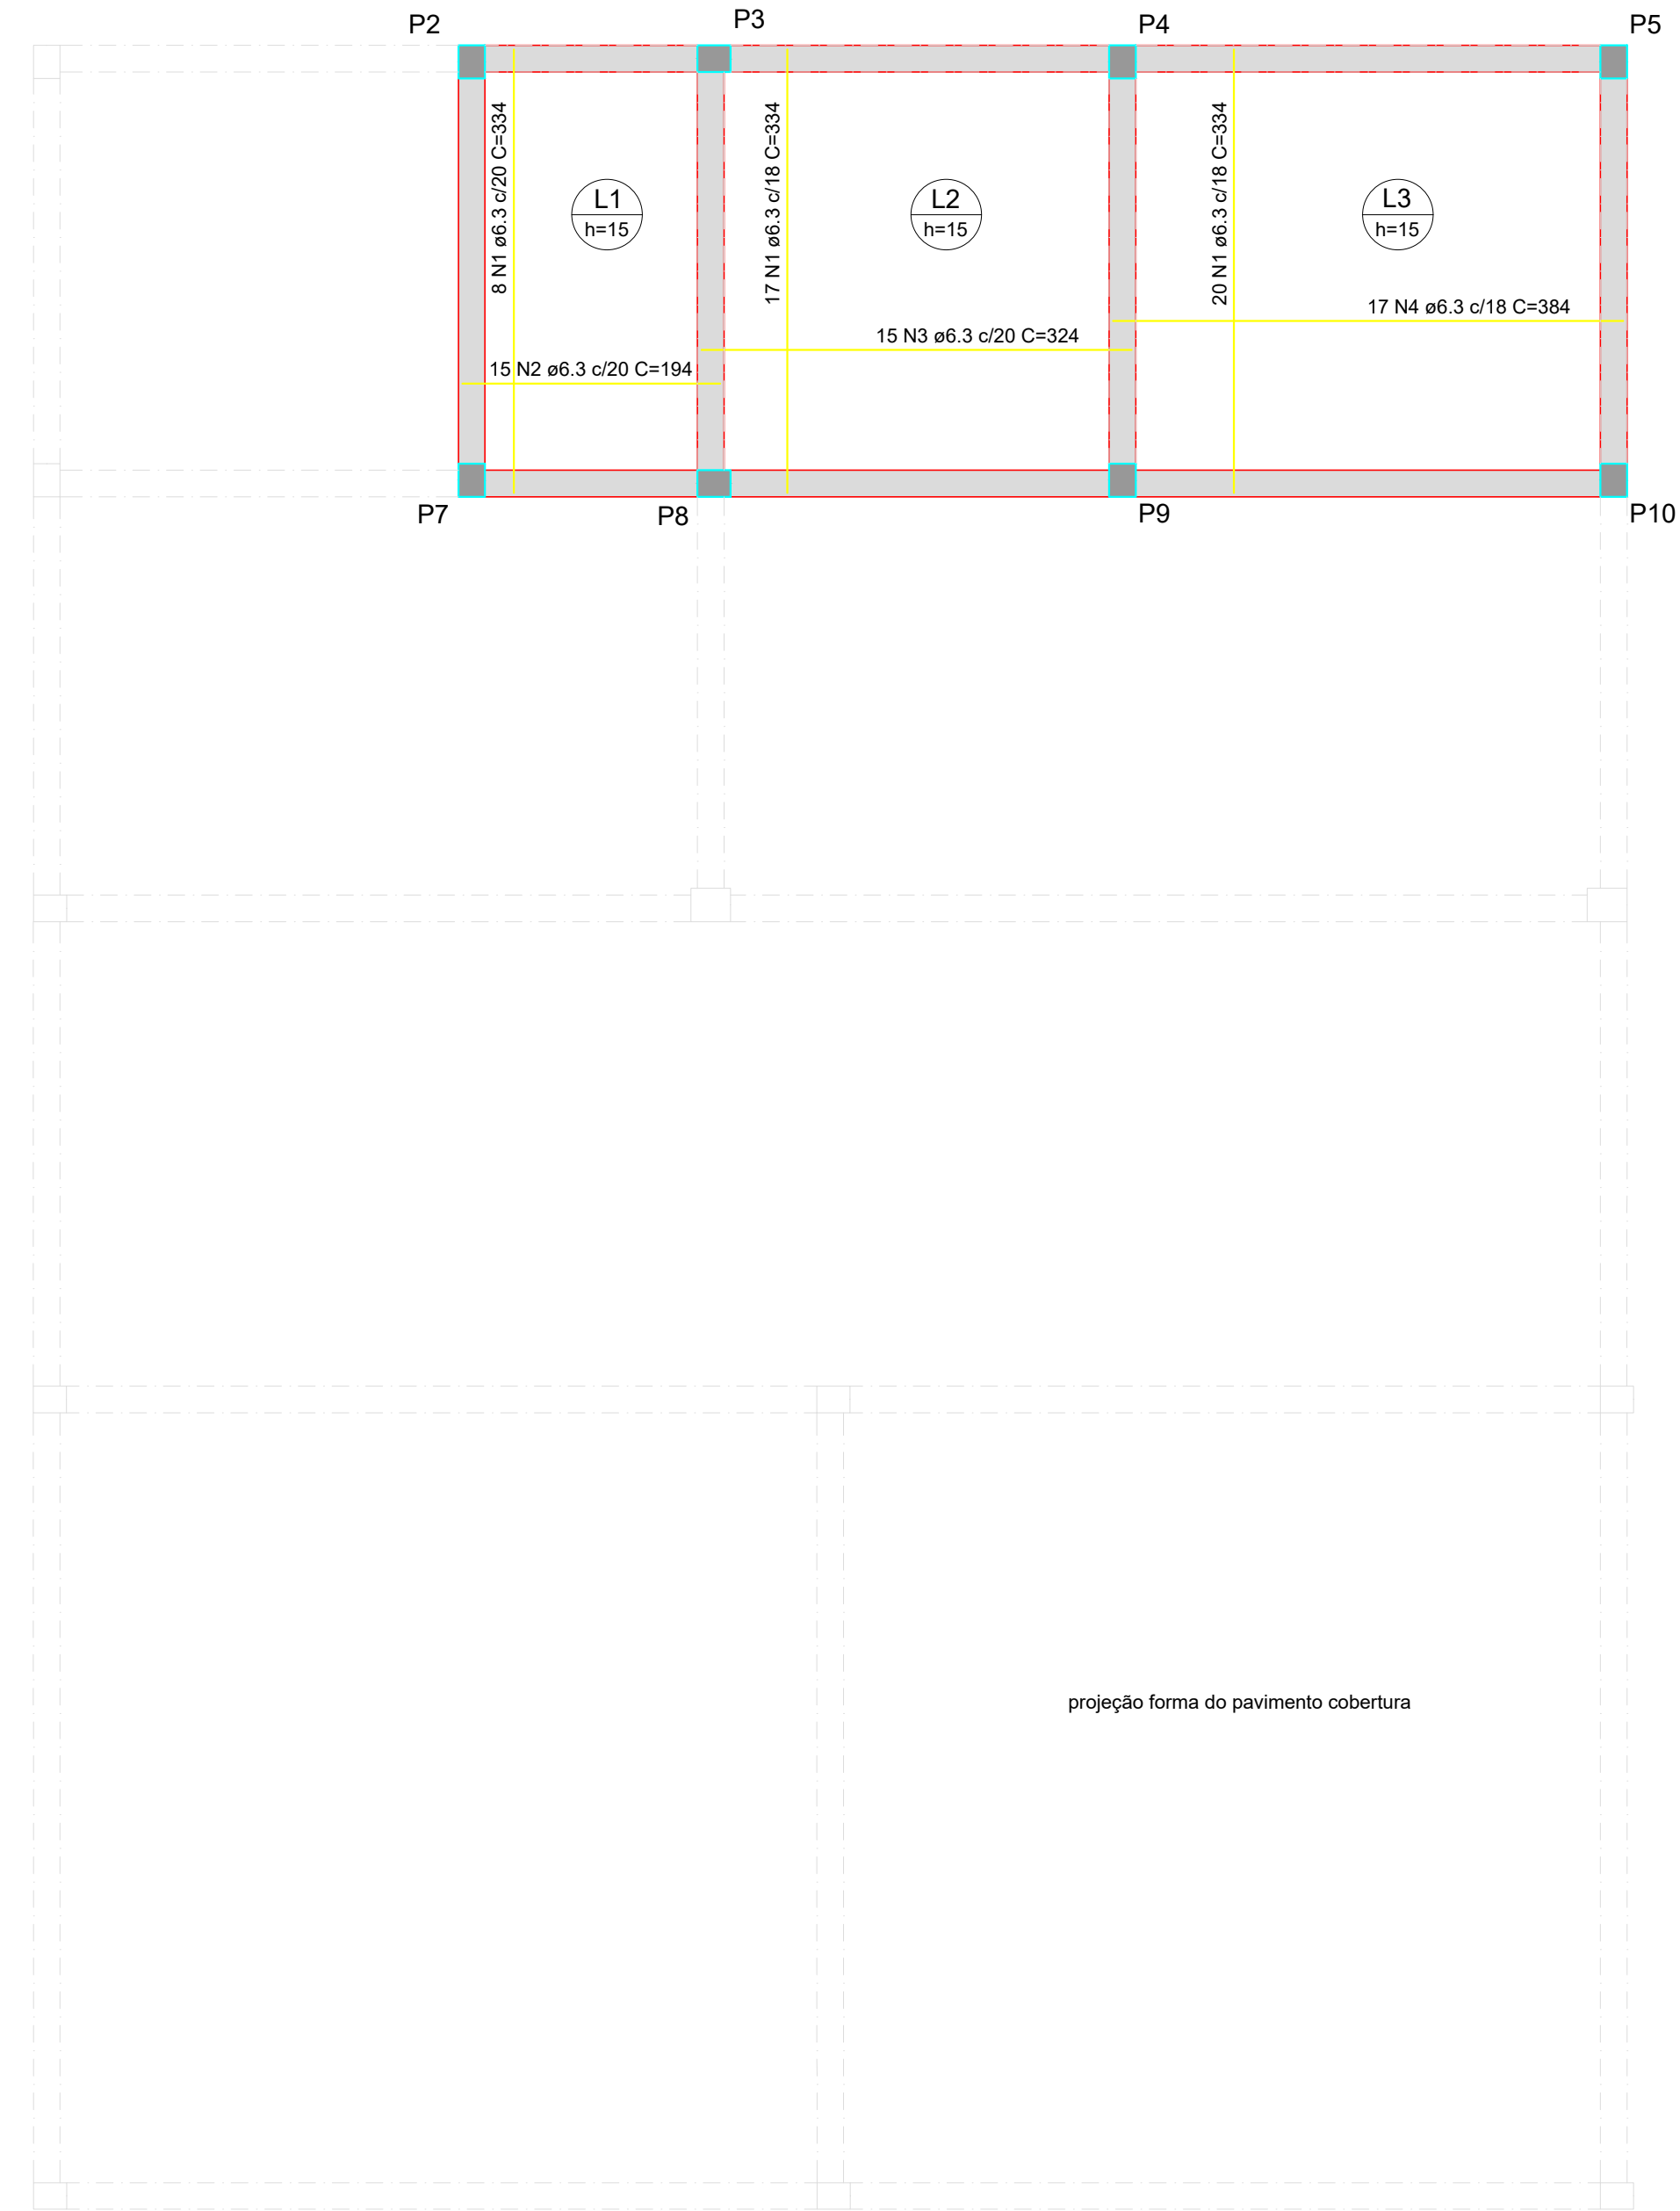 P2
P3
P4
P5
8 N1 ø6.3 c/20 C=334
17 N1 ø6.3 c/18 C=334
20 N1 ø6.3 c/18 C=334
L1
h=15
L2
h=15
L3
h=15
17 N4 ø6.3 c/18 C=384
15 N3 ø6.3 c/20 C=324
15 N2 ø6.3 c/20 C=194
P7
P8
P9
P10
projeção forma do pavimento cobertura